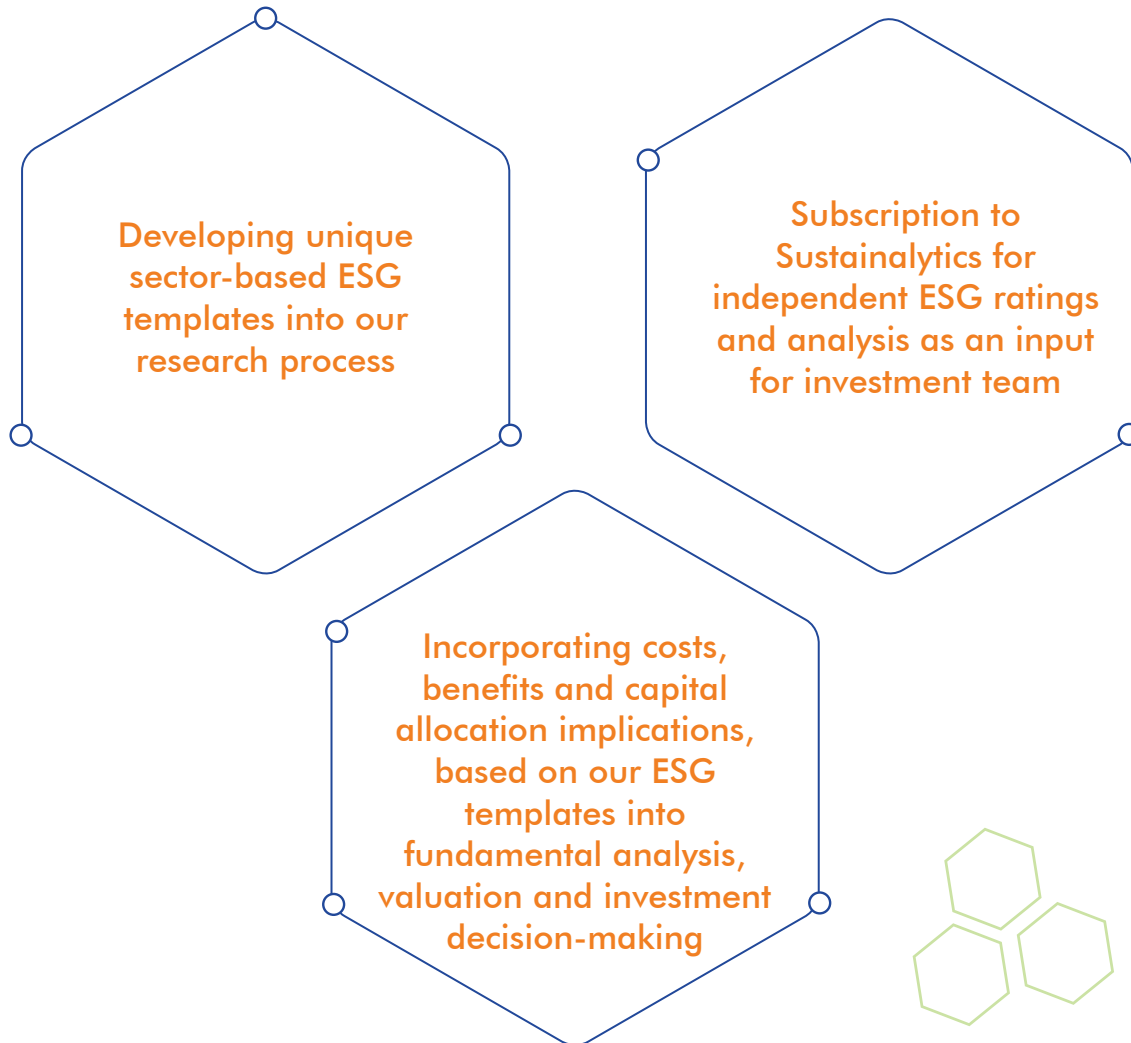 Developing unique
sector-based ESG
templates into our
research process
Subscription to
Sustainalytics for
independent ESG ratings
and analysis as an input
for investment team
Incorporating costs,
benefits and capital
allocation implications,
based on our ESG
templates into
fundamental analysis,
valuation and investment
decision-making